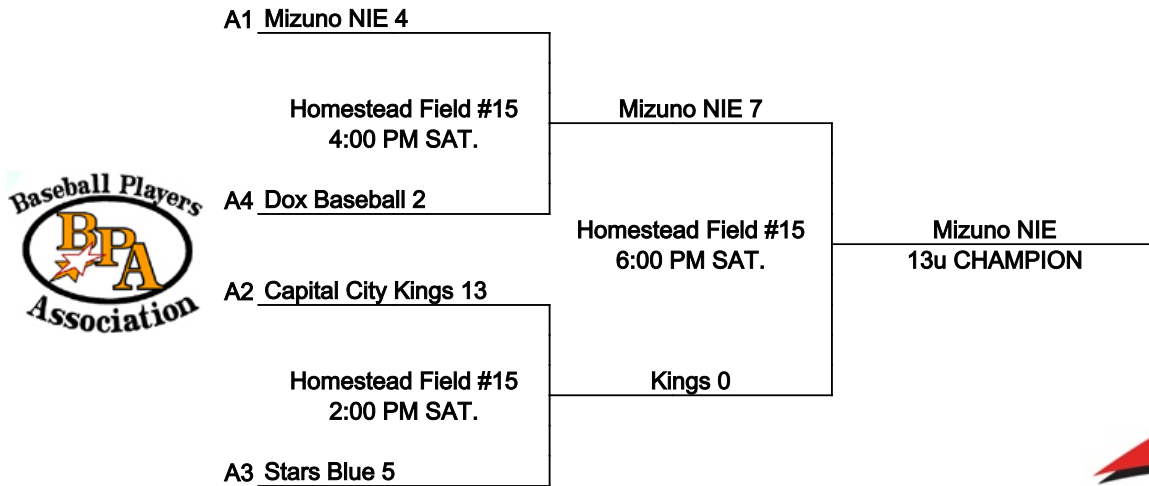 A1 Mizuno NIE 4
Homestead Field #15
4:00 PM SAT.
Mizuno NIE 7
A4 Dox Baseball 2
Baseball Players
BPA
Association
Homestead Field #15
6:00 PM SAT.
Mizuno NIE
13u CHAMPION
A2 Capital City Kings 13
Homestead Field #15
2:00 PM SAT.
Kings 0
A3 Stars Blue 5